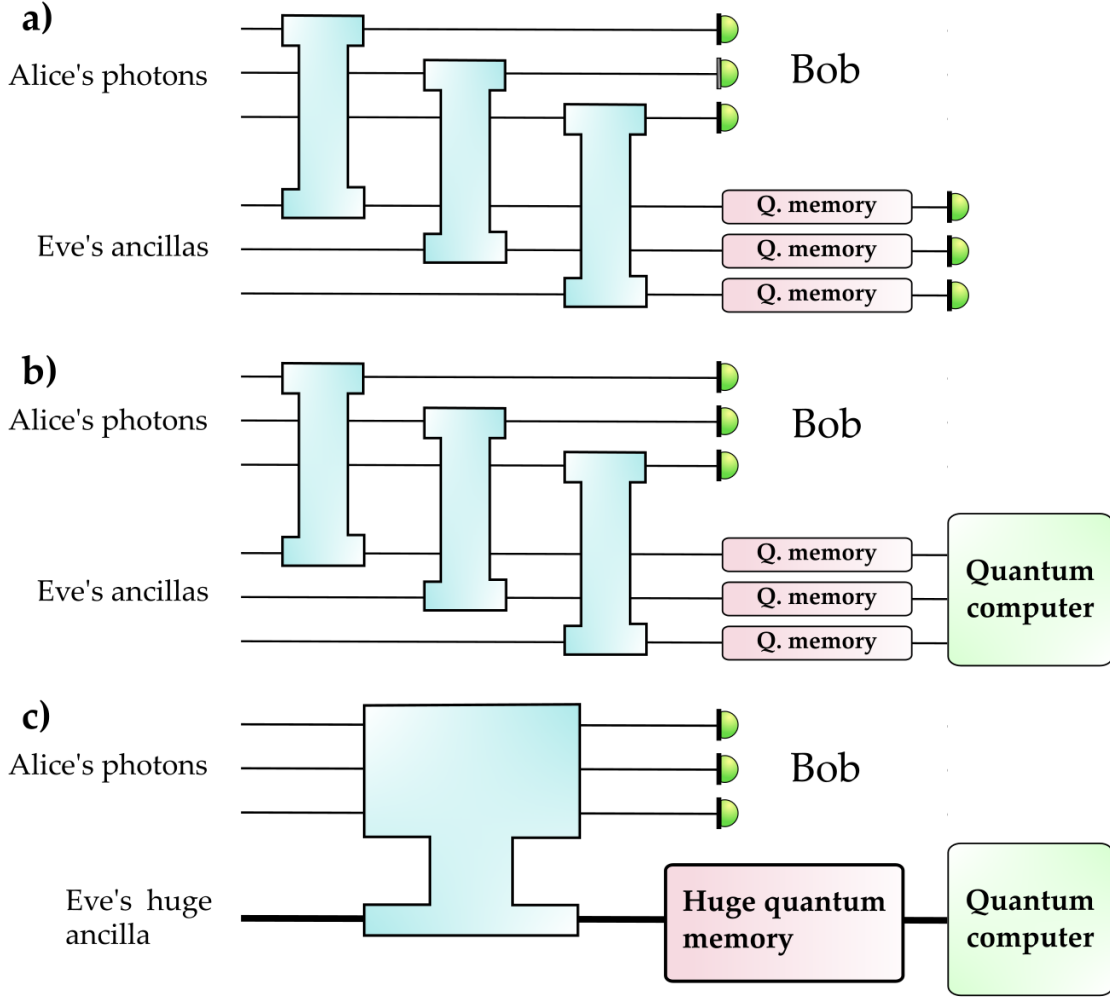 a)
Alice's photons
Bob
Eve's ancillas
Q. memory
Q. memory
Q. memory
b)
Alice's photons
Bob
Eve's ancillas
Q. memory
Q. memory
Q. memory
Quantum
computer
c)
Alice's photons
Bob
Eve's huge
ancilla
Huge quantum
memory
Quantum
computer